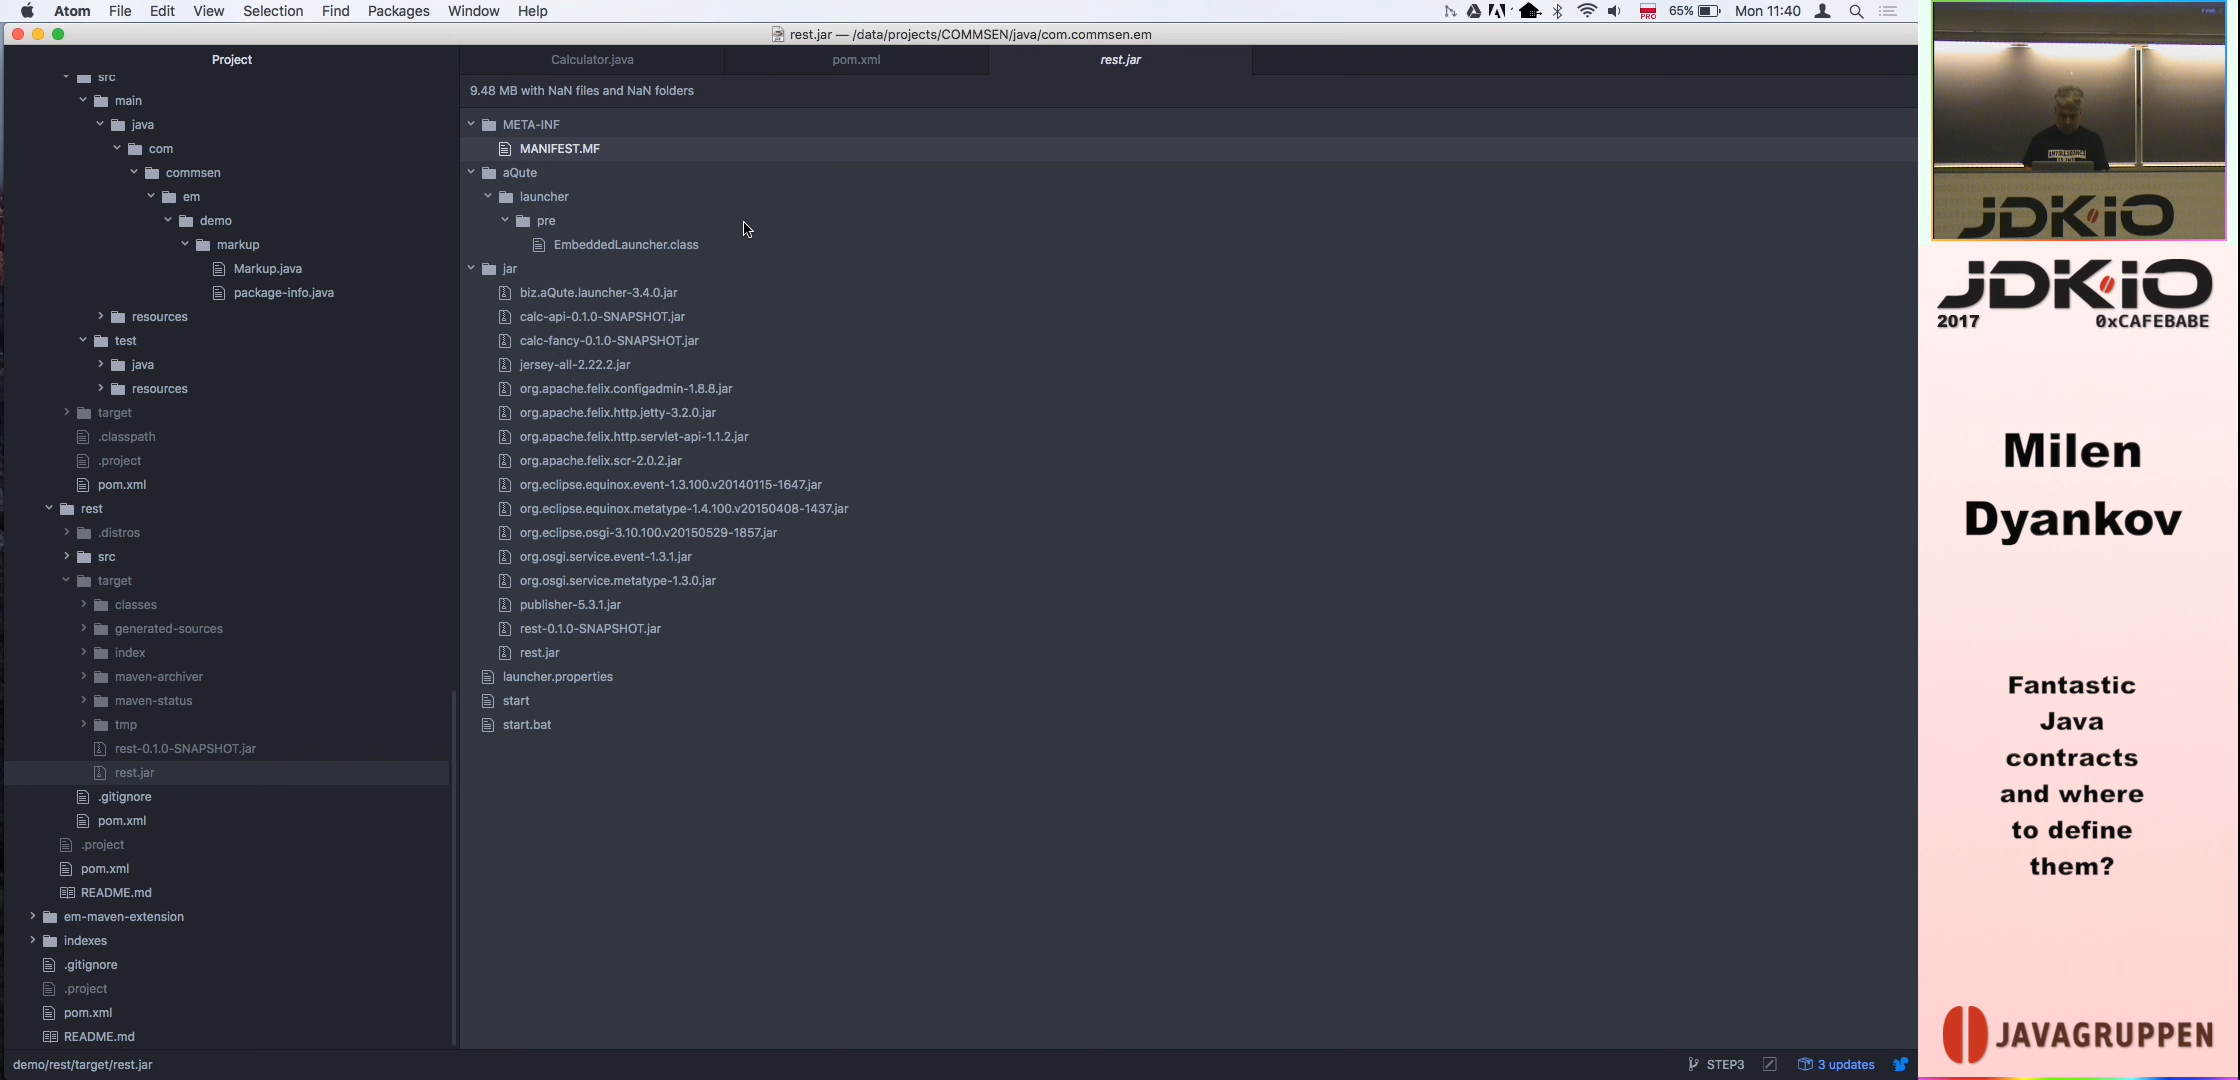 Atom File Edit View Selection Find Packages Window Help
65% Mon 11:40
rest.jar — /data/projects/COMMSEN/java/com.commsen.em
Project
Calculator.java
pom.xml
rest.jar
src
main
java
com
commsen
em
demo
markup
Markup.java
package-info.java
resources
test
java
resources
target
.classpath
.project
pom.xml
rest
.distros
src
target
classes
generated-sources
index
maven-archiver
maven-status
tmp
rest-0.1.0-SNAPSHOT.jar
rest.jar
.gitignore
pom.xml
.project
pom.xml
README.md
em-maven-extension
indexes
.gitignore
.project
pom.xml
README.md
9.48 MB with NaN files and NaN folders
META-INF
MANIFEST.MF
aQute
launcher
pre
EmbeddedLauncher.class
jar
biz.aQute.launcher-3.4.0.jar
calc-api-0.1.0-SNAPSHOT.jar
calc-fancy-0.1.0-SNAPSHOT.jar
jersey-all-2.22.2.jar
org.apache.felix.configadmin-1.8.8.jar
org.apache.felix.http.jetty-3.2.0.jar
org.apache.felix.http.servlet-api-1.1.2.jar
org.apache.felix.scr-2.0.2.jar
org.eclipse.equinox.event-1.3.100.v20140115-1647.jar
org.eclipse.equinox.metatype-1.4.100.v20150408-1437.jar
org.eclipse.osgi-3.10.100.v20150529-1857.jar
org.osgi.service.event-1.3.1.jar
org.osgi.service.metatype-1.3.0.jar
publisher-5.3.1.jar
rest-0.1.0-SNAPSHOT.jar
rest.jar
launcher.properties
start
start.bat
demo/rest/target/rest.jar
STEP3
3 updates
JDKiO
JDKiO
2017 0xCAFEBABE
Milen
Dyankov
Fantastic
Java
contracts
and where
to define
them?
JAVAGRUPPEN